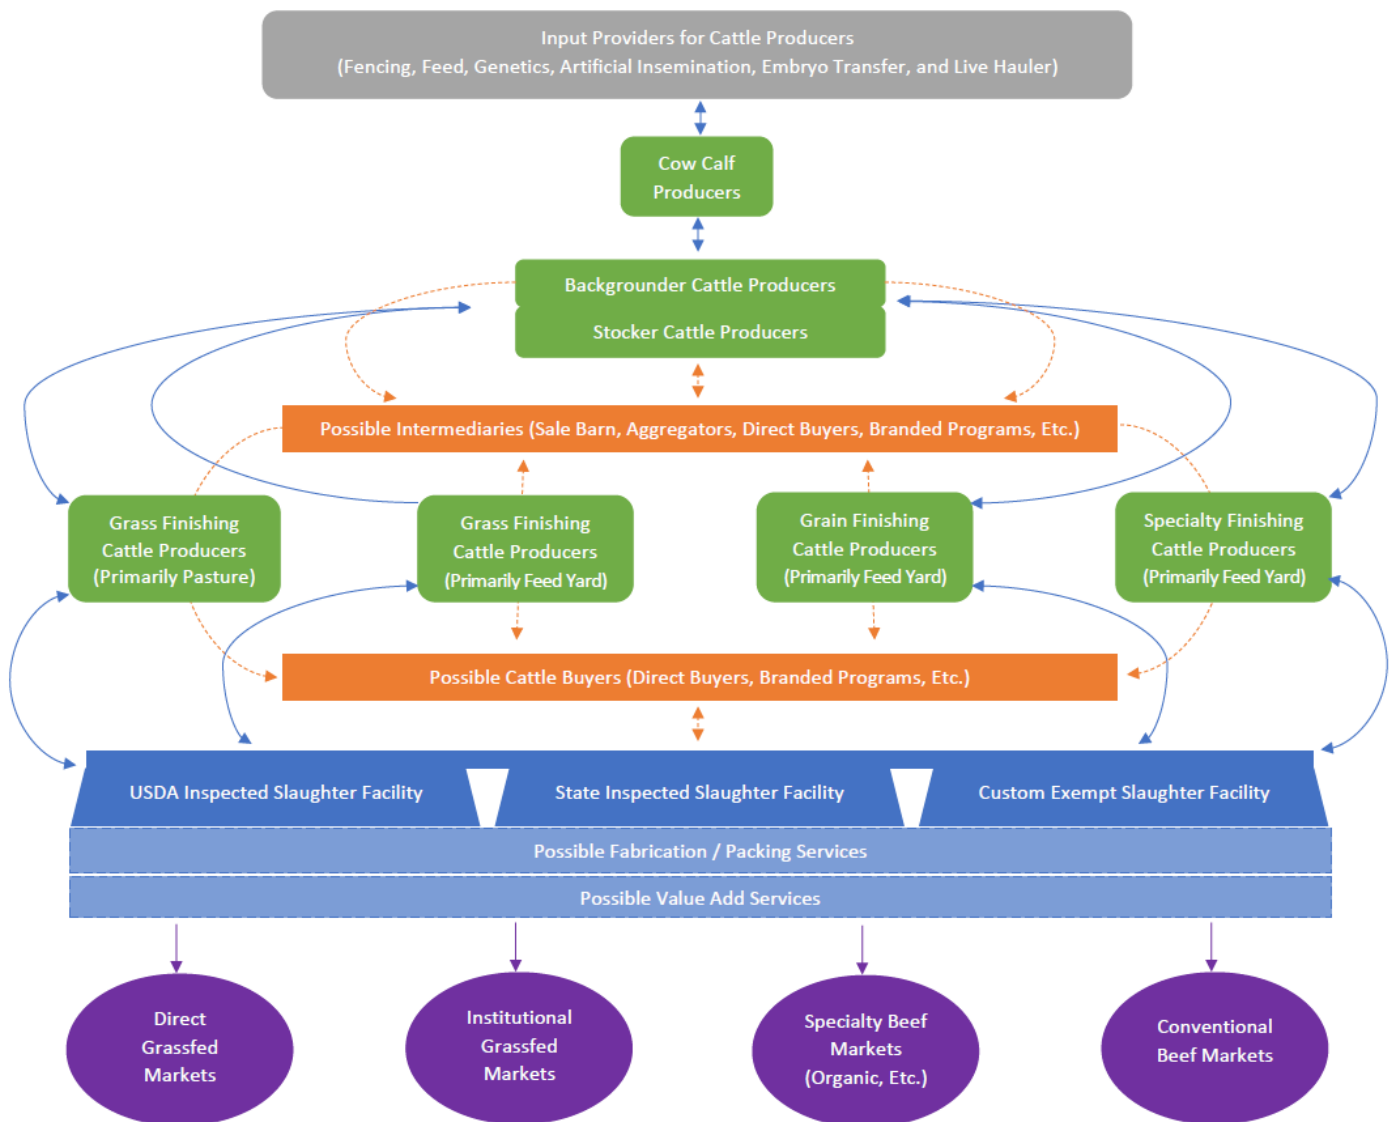 Input Providers for Cattle Producers
(Fencing, Feed, Genetics, Artificial Insemination, Embryo Transfer, and Live Hauler)
Cow Calf
Producers
Backgrounder Cattle Producers
Stocker Cattle Producers
Possible Intermediaries (Sale Barn, Aggregators, Direct Buyers, Branded Programs, Etc.)
Grass Finishing
Cattle Producers
(Primarily Pasture)
Grass Finishing
Cattle Producers
(Primarily Feed Yard)
Grain Finishing
Cattle Producers
(Primarily Feed Yard)
Specialty Finishing
Cattle Producers
(Primarily Feed Yard)
Possible Cattle Buyers (Direct Buyers, Branded Programs, Etc.)
USDA Inspected Slaughter Facility
State Inspected Slaughter Facility
Custom Exempt Slaughter Facility
Possible Fabrication / Packing Services
Possible Value Add Services
Direct
Grassfed
Markets
Institutional
Grassfed
Markets
Specialty Beef
Markets
(Organic, Etc.)
Conventional
Beef Markets